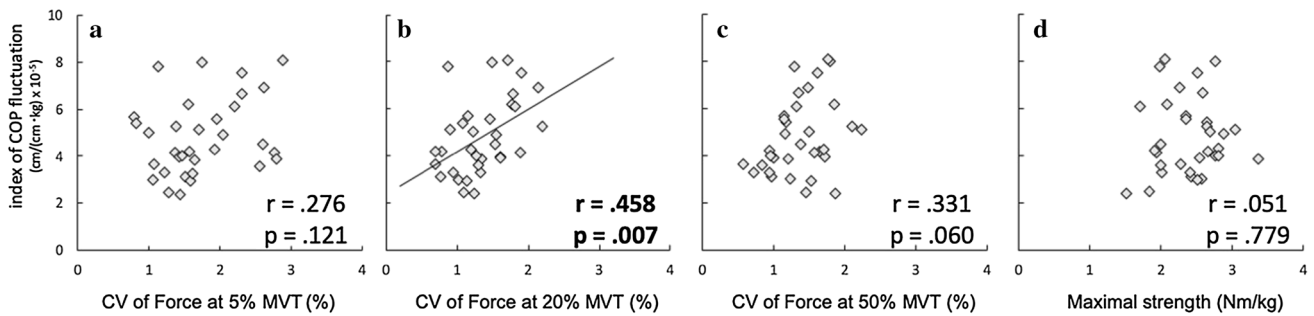 index of COP fluctuation
cm/(cm·kg) x 10⁻⁵
10
8
6
4
2
0
a
r = .276
p = .121
0 1 2 3 4
CV of Force at 5% MVT (%)
b
r = .458
p = .007
0 1 2 3 4
CV of Force at 20% MVT (%)
c
r = .331
p = .060
0 1 2 3 4
CV of Force at 50% MVT (%)
d
r = .051
p = .779
0 1 2 3 4
Maximal strength (Nm/kg)